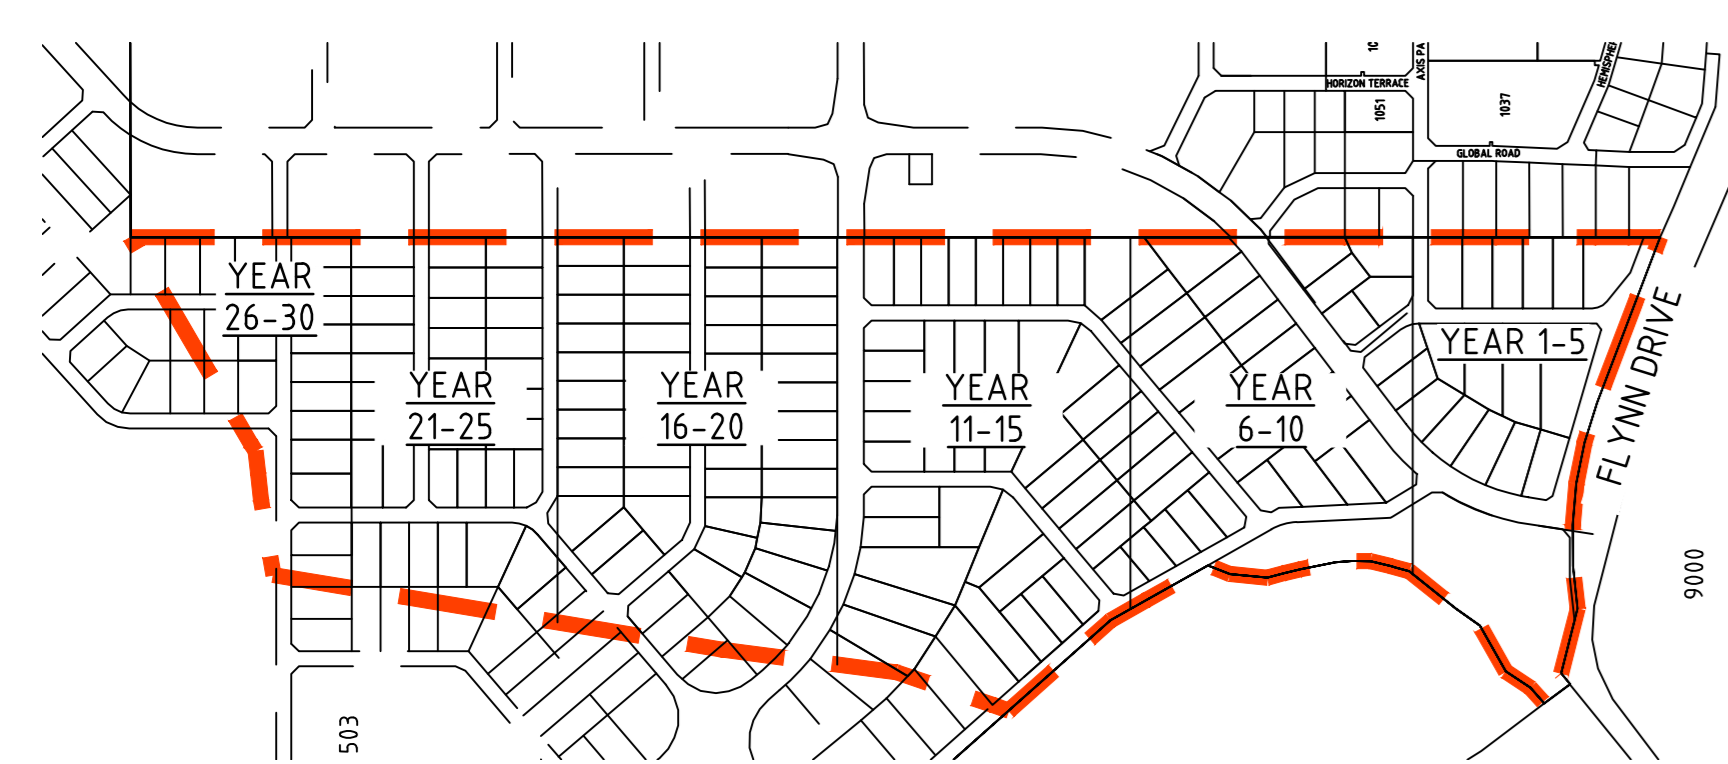 HORIZON TERRACE
AXIS PA
1051
1037
GLOBAL ROAD
YEAR
26-30
YEAR
21-25
YEAR
16-20
YEAR
11-15
YEAR
6-10
YEAR 1-5
FLYNN DRIVE
9000
503